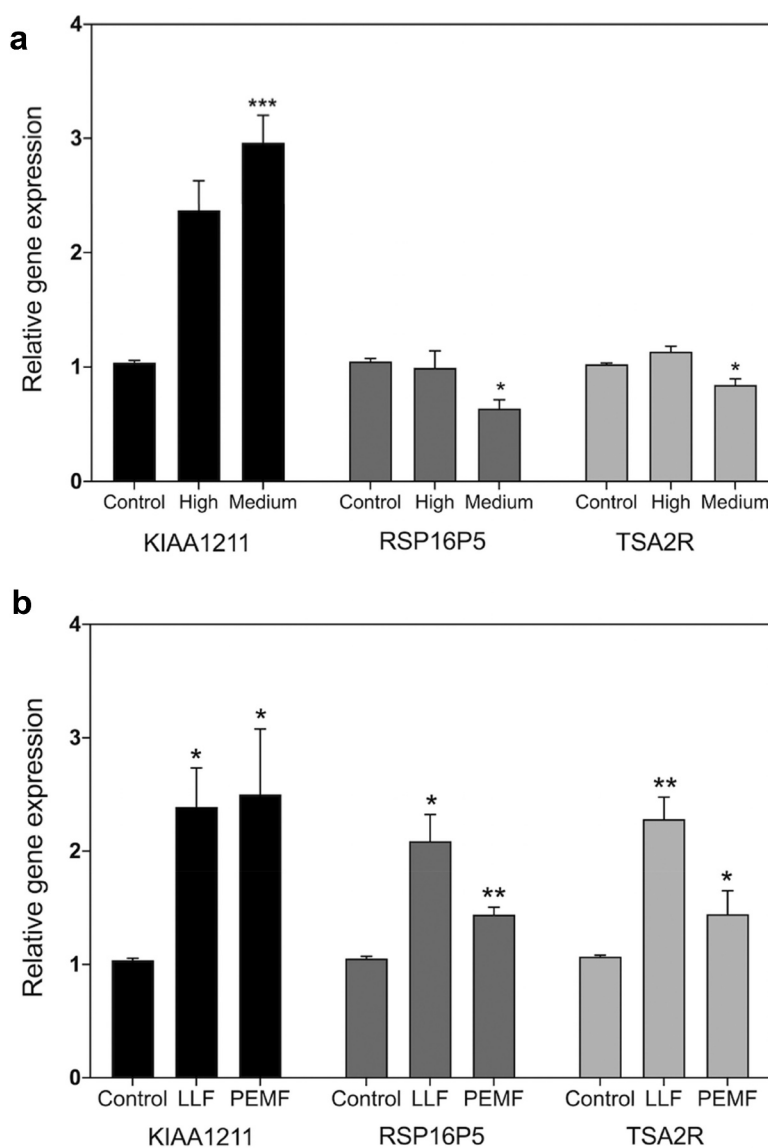 a
Relative gene expression
4
3
2
1
0
***
*
*
Control High Medium Control High Medium Control High Medium
KIAA1211 RSP16P5 TSA2R
b
Relative gene expression
4
3
2
1
0
* * * ** ** *
Control LLF PEMF Control LLF PEMF Control LLF PEMF
KIAA1211 RSP16P5 TSA2R